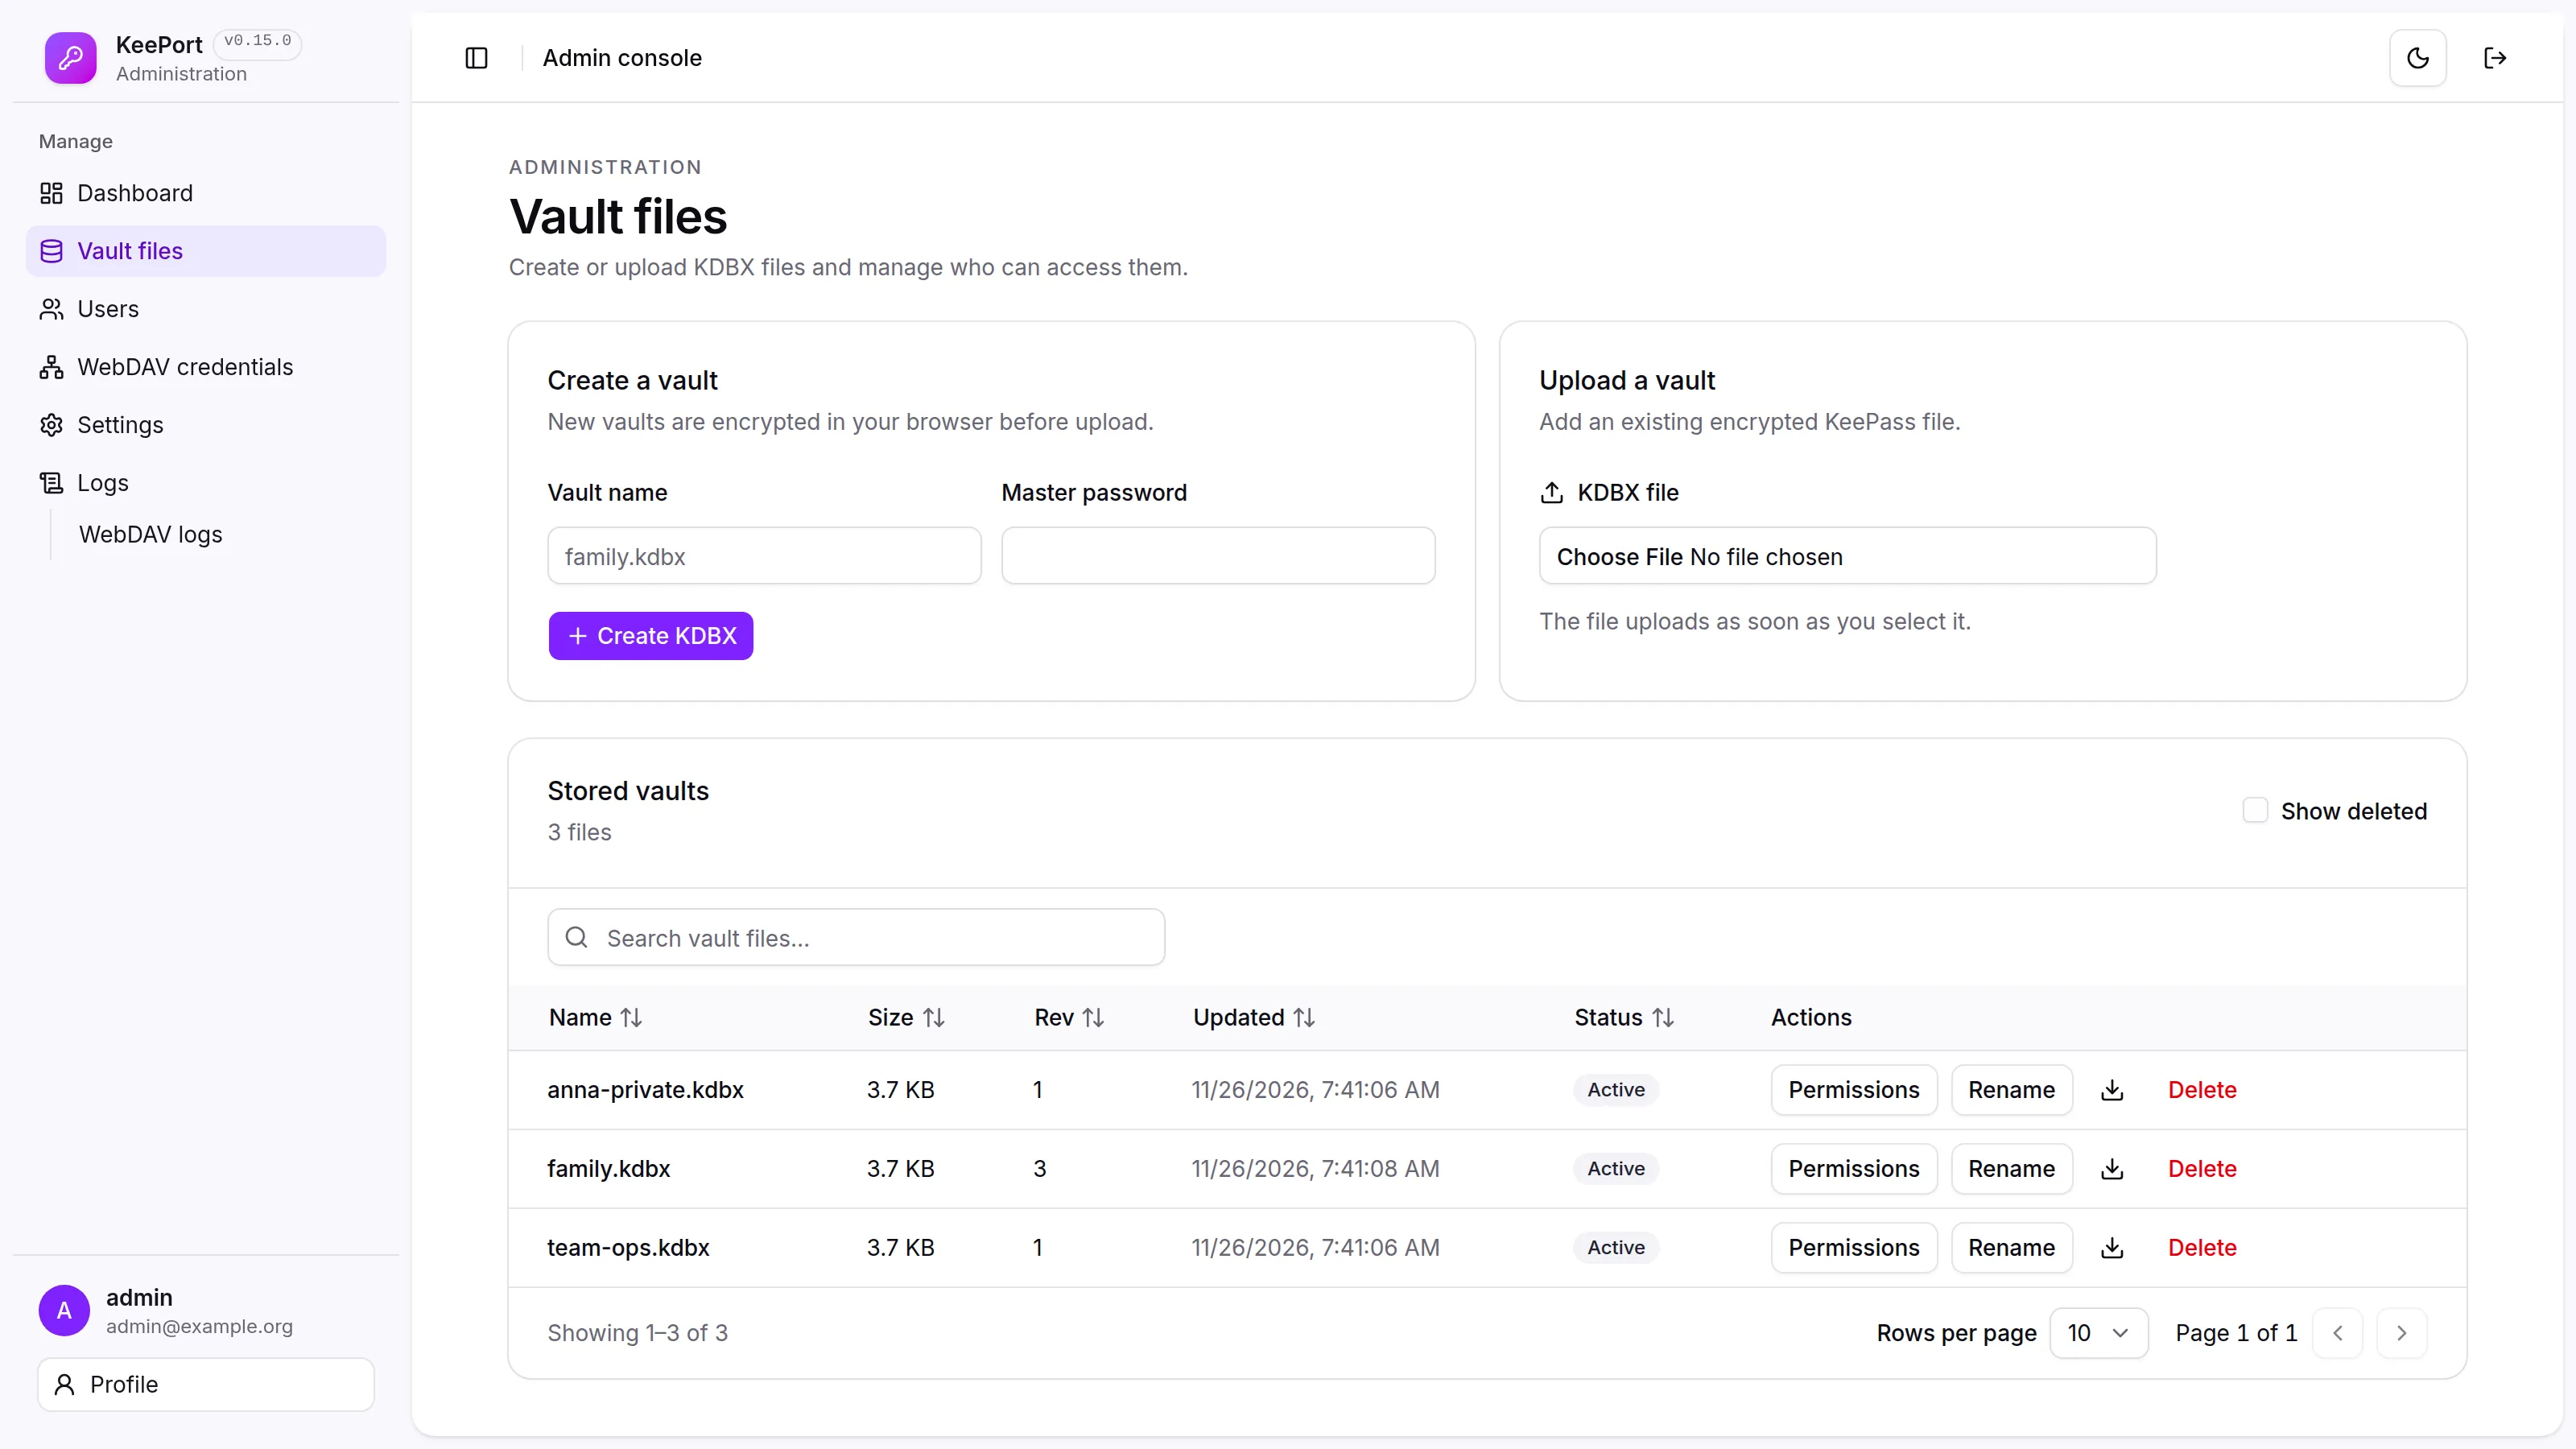 KeePort v0.15.0
Administration
Manage
Dashboard
Vault files
Users
WebDAV credentials
Settings
Logs
WebDAV logs
A
admin
admin@example.org
Profile
Admin console
ADMINISTRATION
Vault files
Create or upload KDBX files and manage who can access them.
Create a vault
New vaults are encrypted in your browser before upload.
Vault name Master password
family.kdbx
Create KDBX
Upload a vault
Add an existing encrypted KeePass file.
KDBX file
Choose File No file chosen
The file uploads as soon as you select it.
Stored vaults
3 files
Show deleted
Search vault files...
Name Size Rev Updated Status Actions
anna-private.kdbx 3.7 KB 1 11/26/2026, 7:41:06 AM Active Permissions Rename Delete
family.kdbx 3.7 KB 3 11/26/2026, 7:41:08 AM Active Permissions Rename Delete
team-ops.kdbx 3.7 KB 1 11/26/2026, 7:41:06 AM Active Permissions Rename Delete
Showing 1–3 of 3 Rows per page 10 Page 1 of 1